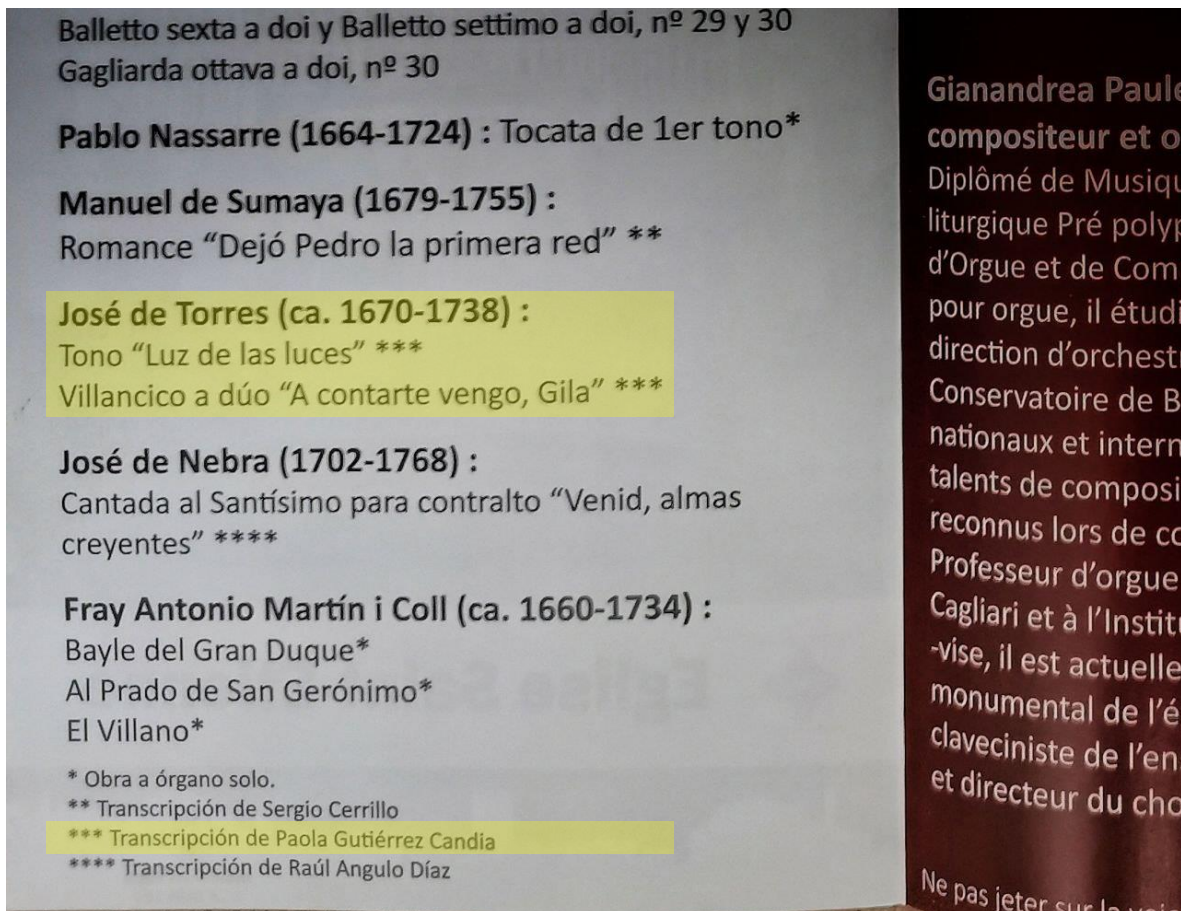 Balletto sexta a doi y Balletto settimo a doi, nº 29 y 30
Gagliarda ottava a doi, nº 30
Pablo Nassarre (1664-1724) : Tocata de 1er tono*
Manuel de Sumaya (1679-1755) :
Romance “Dejó Pedro la primera red” **
José de Torres (ca. 1670-1738) :
Tono “Luz de las luces” ***
Villancico a dúo “A contarte vengo, Gila” ***
José de Nebra (1702-1768) :
Cantada al Santísimo para contralto “Venid, almas
creyentes” ****
Fray Antonio Martín i Coll (ca. 1660-1734) :
Bayle del Gran Duque*
Al Prado de San Gerónimo*
El Villano*
* Obra a órgano solo.
** Transcripción de Sergio Cerrillo
*** Transcripción de Paola Gutiérrez Candia
**** Transcripción de Raúl Angulo Díaz
Gianandrea Paule
compositeur et o
Diplômé de Musiqu
liturgique Pré polyp
d’Orgue et de Com
pour orgue, il étudi
direction d’orchestr
Conservatoire de B
nationaux et intern
talents de composi
reconnus lors de co
Professeur d’orgue
Cagliari et à l’Institu
-vise, il est actuelle
monumental de l’é
claveciniste de l’en
et directeur du cho
Ne pas jeter sur la voie